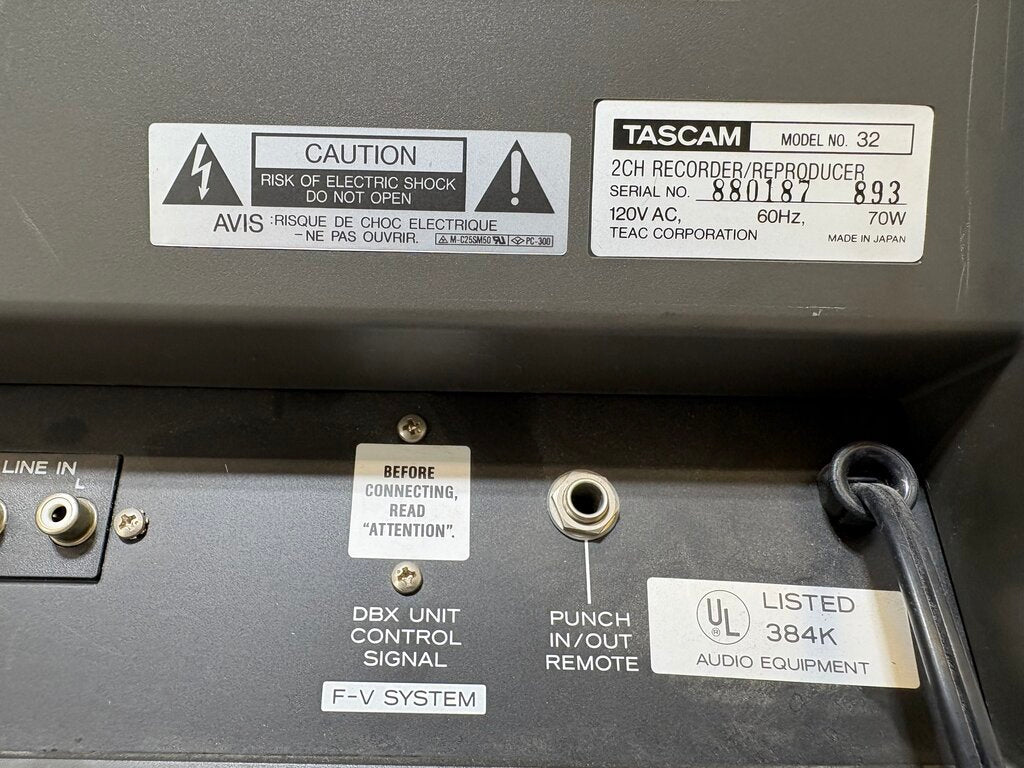 CAUTION
RISK OF ELECTRIC SHOCK
DO NOT OPEN
AVIS :RISQUE DE CHOC ELECTRIQUE
-NE PAS OUVRIR. M-C25SM50 PC-300
TASCAM MODEL NO. 32
2CH RECORDER/REPRODUCER
SERIAL NO. 880187 893
120V AC, 60Hz, 70W
TEAC CORPORATION MADE IN JAPAN
LINE IN
L
BEFORE
CONNECTING,
READ
"ATTENTION".
DBX UNIT
CONTROL
SIGNAL
F-V SYSTEM
PUNCH
IN/OUT
REMOTE
UL LISTED
®
384K
AUDIO EQUIPMENT